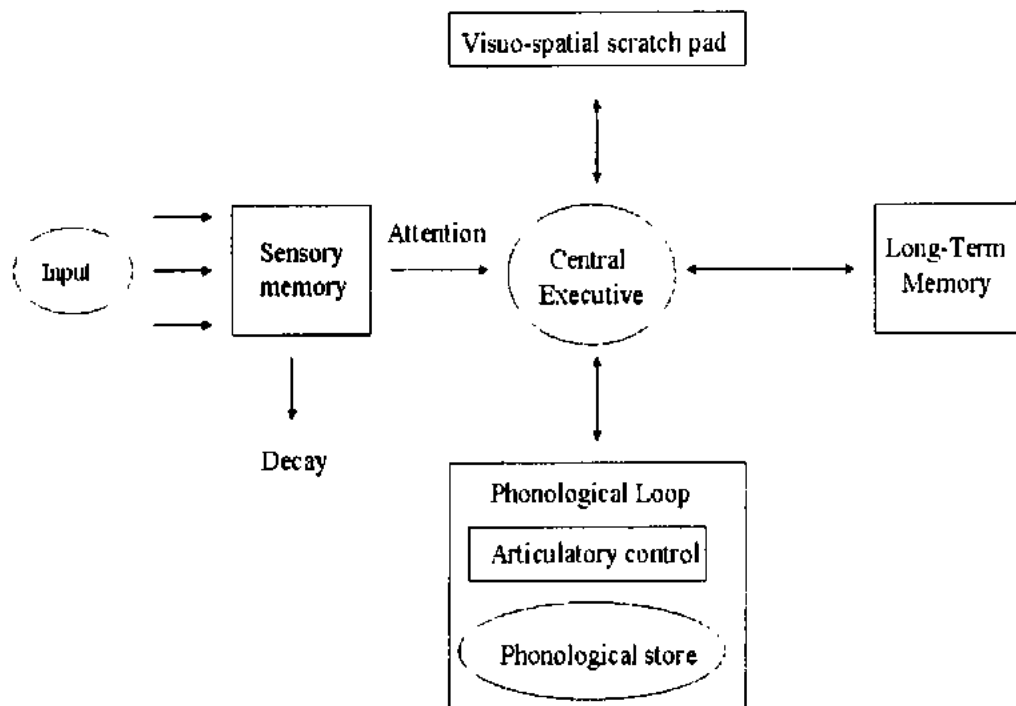 Visuo-spatial scratch pad
Input
Sensory
memory
Attention
Central
Executive
Long-Term
Memory
Decay
Phonological Loop
Articulatory control
Phonological store